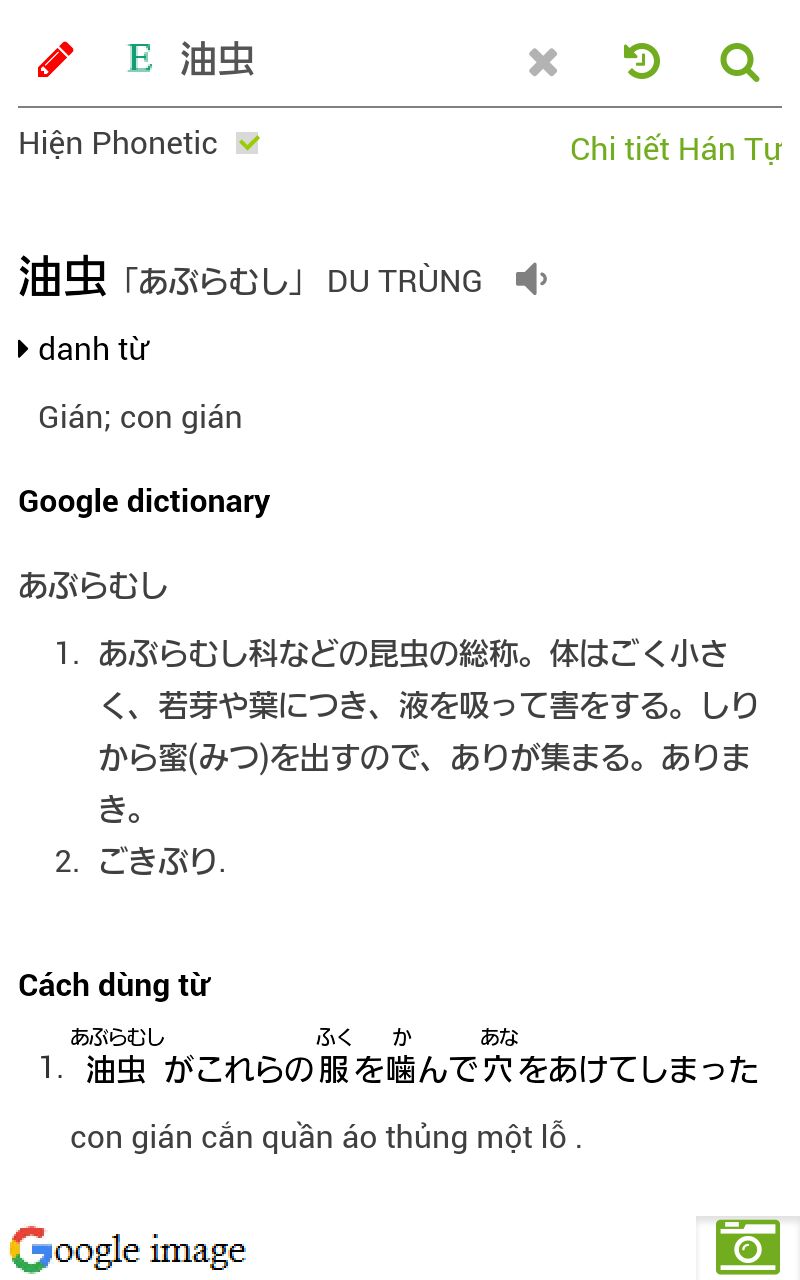 E 油虫
Hiện Phonetic
Chi tiết Hán Tự
油虫「あぶらむし」 DU TRÙNG
danh từ
Gián; con gián
Google dictionary
あぶらむし
1. あぶらむし科などの昆虫の総称。体はごく小さ
く、若芽や葉につき、液を吸って害をする。しり
から蜜(みつ)を出すので、ありが集まる。ありま
き。
2. ごきぶり.
Cách dùng từ
あぶらむし ふく か あな
1. 油虫 がこれらの服を噛んで穴をあけてしまった
con gián cắn quần áo thủng một lỗ .
Google image